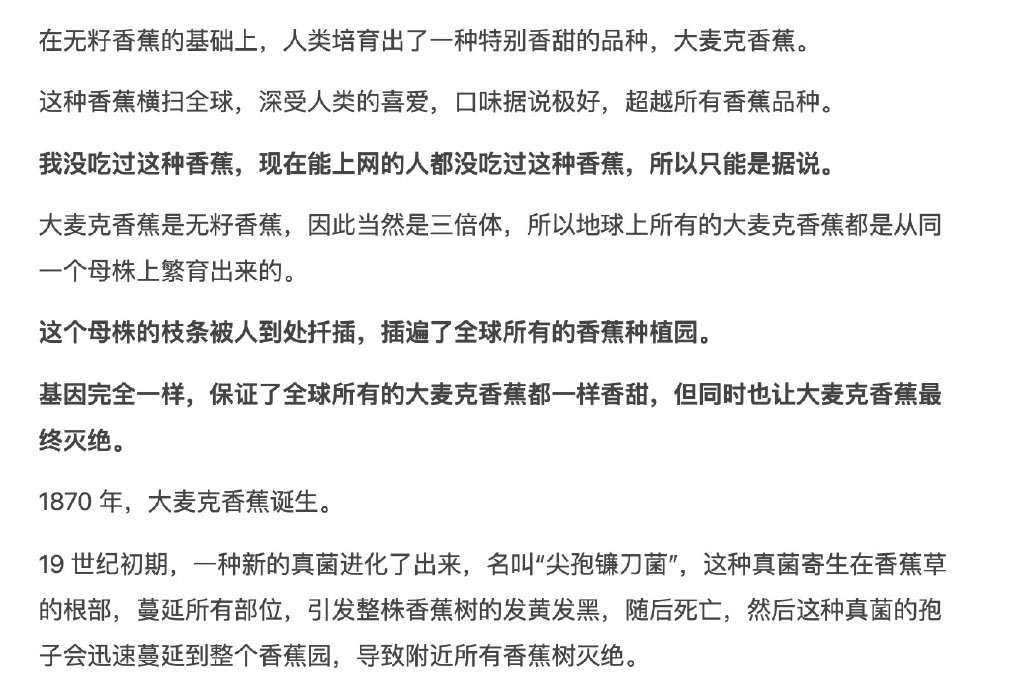 在无籽香蕉的基础上，人类培育出了一种特别香甜的品种，大麦克香蕉。
这种香蕉横扫全球，深受人类的喜爱，口味据说极好，超越所有香蕉品种。
我没吃过这种香蕉，现在能上网的人都没吃过这种香蕉，所以只能是据说。
大麦克香蕉是无籽香蕉，因此当然是三倍体，所以地球上所有的大麦克香蕉都是从同
一个母株上繁育出来的。
这个母株的枝条被人到处扦插，插遍了全球所有的香蕉种植园。
基因完全一样，保证了全球所有的大麦克香蕉都一样香甜，但同时也让大麦克香蕉最
终灭绝。
1870 年，大麦克香蕉诞生。
19 世纪初期，一种新的真菌进化了出来，名叫“尖孢镰刀菌”，这种真菌寄生在香蕉草
的根部，蔓延所有部位，引发整株香蕉树的发黄发黑，随后死亡，然后这种真菌的孢
子会迅速蔓延到整个香蕉园，导致附近所有香蕉树灭绝。